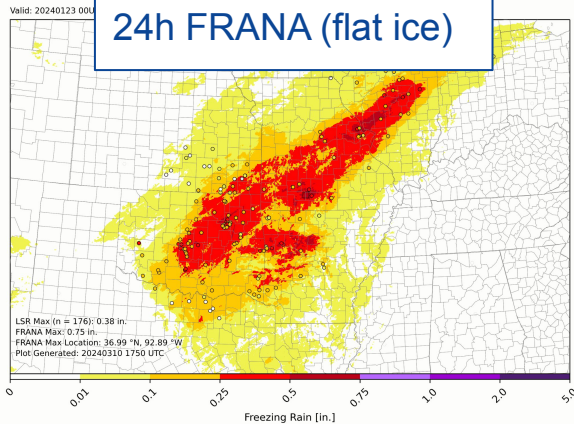 Valid: 20240123 00U
24h FRANA (flat ice)
LSR Max (n = 176): 0.38 in.
FRANA Max: 0.75 in.
FRANA Max Location: 36.99 °N, 92.89 °W
Plot Generated: 20240310 1750 UTC
0 0.01 0.1 0.25 0.5 0.75 1.0 2.0 5.0
Freezing Rain [in.]